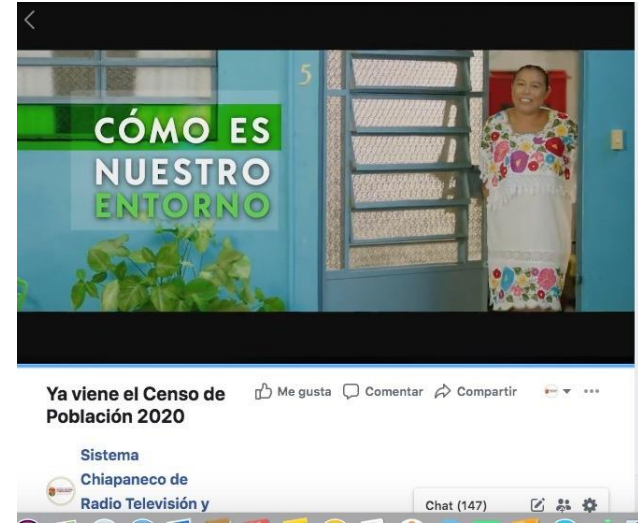 5
CÓMO ES
NUESTRO
ENTORNO
Ya viene el Censo de
Población 2020
Me gusta Comentar Compartir
Sistema
Chiapaneco de
Radio Televisión y
Chat (147)